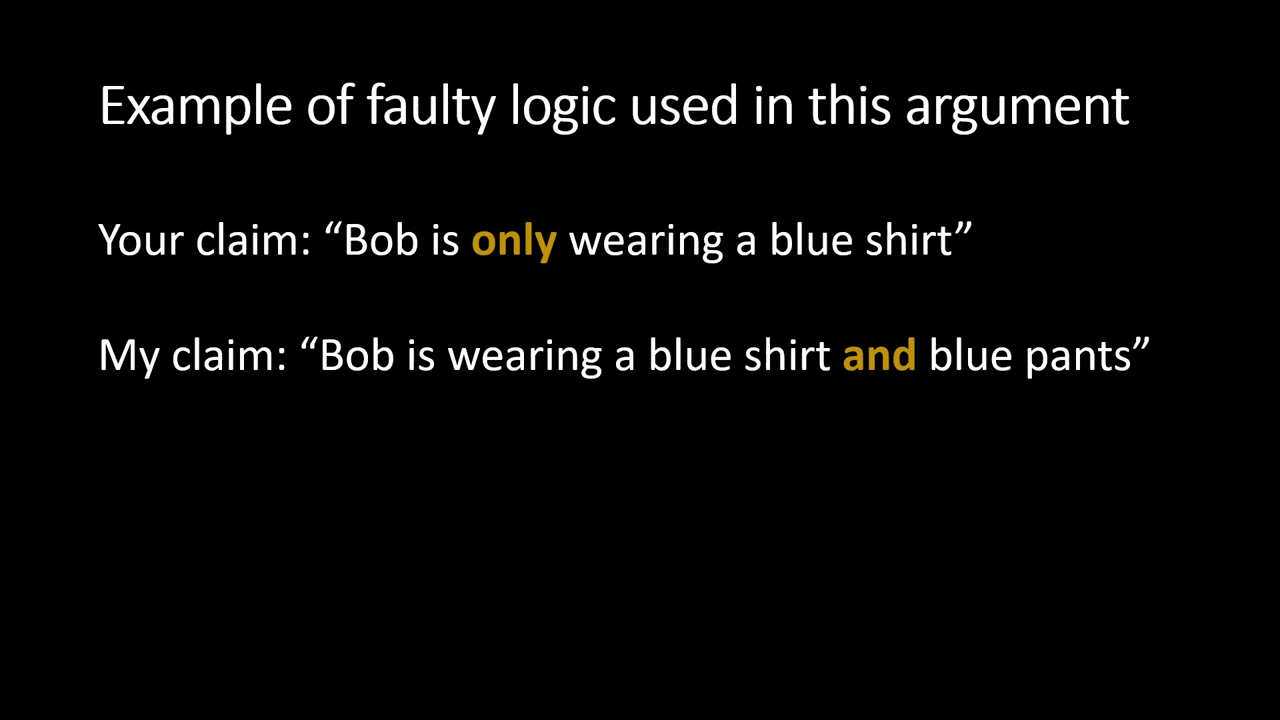 Example of faulty logic used in this argument
Your claim: “Bob is only wearing a blue shirt”
My claim: “Bob is wearing a blue shirt and blue pants”